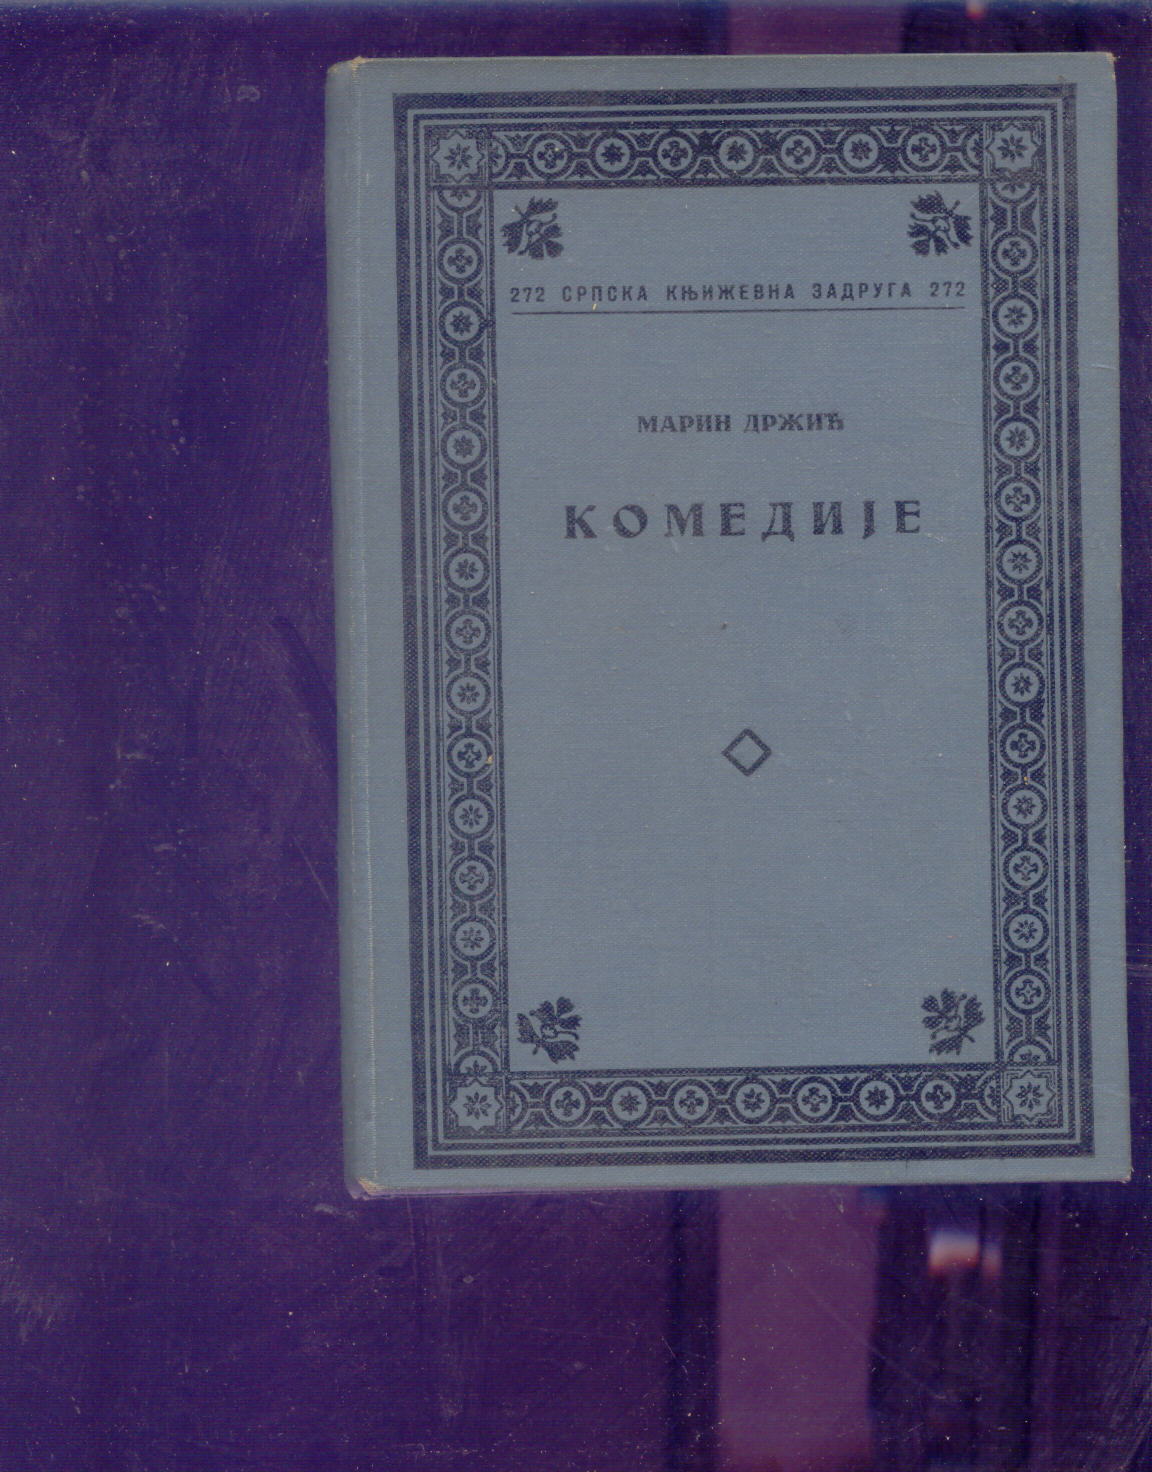 272 СРПСКА КЊИЖЕВНА ЗАДРУГА 272
МАРИН ДРЖИЋ
КОМЕДИЈЕ